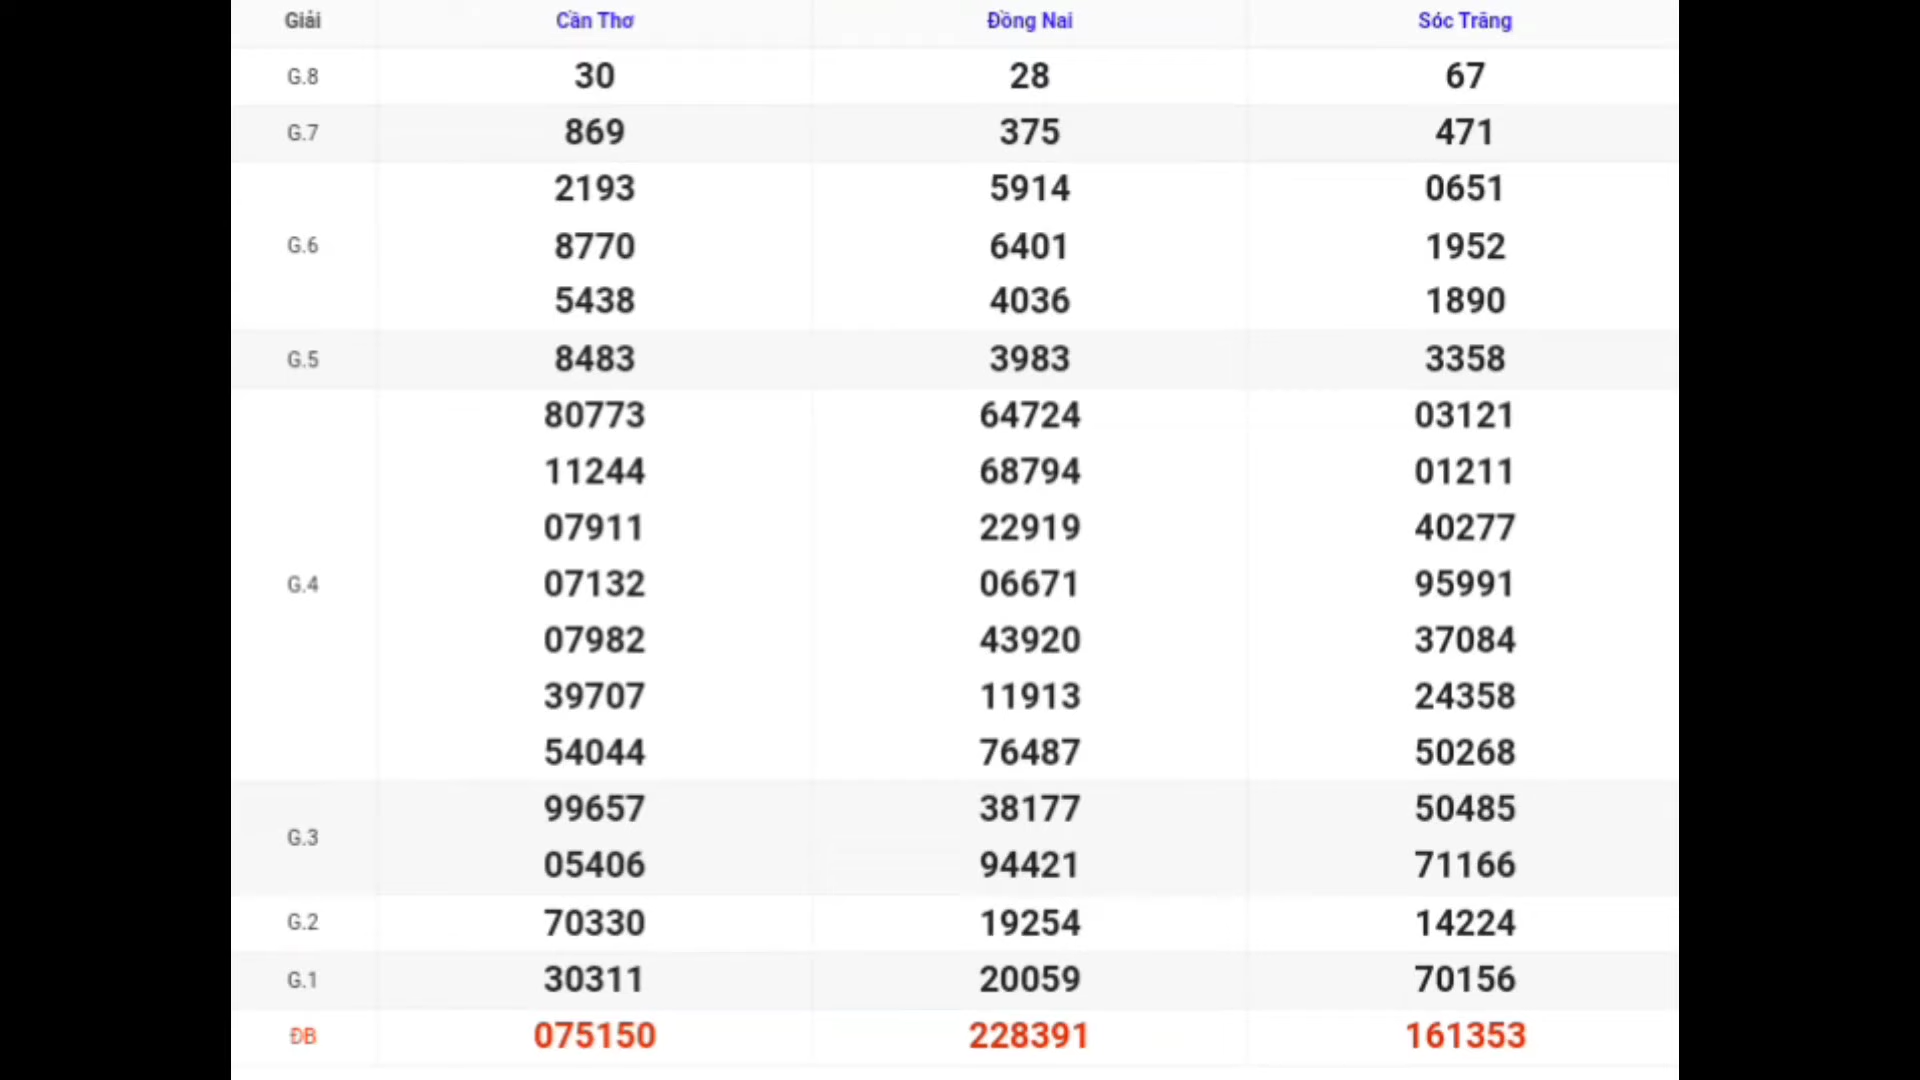 Giải Cần Thơ Đồng Nai Sóc Trăng
G.8 30 28 67
G.7 869 375 471
2193 5914 0651
G.6 8770 6401 1952
5438 4036 1890
G.5 8483 3983 3358
80773 64724 03121
11244 68794 01211
07911 22919 40277
G.4 07132 06671 95991
07982 43920 37084
39707 11913 24358
54044 76487 50268
99657 38177 50485
G.3
05406 94421 71166
G.2 70330 19254 14224
G.1 30311 20059 70156
ĐB 075150 228391 161353